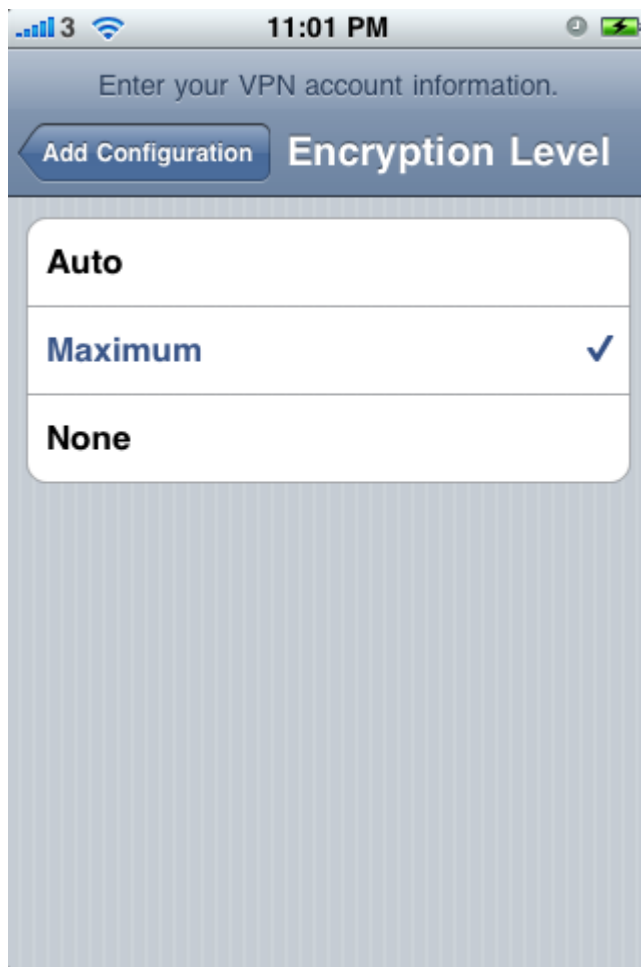 3 11:01 PM
Enter your VPN account information.
Add Configuration Encryption Level
Auto
Maximum
None